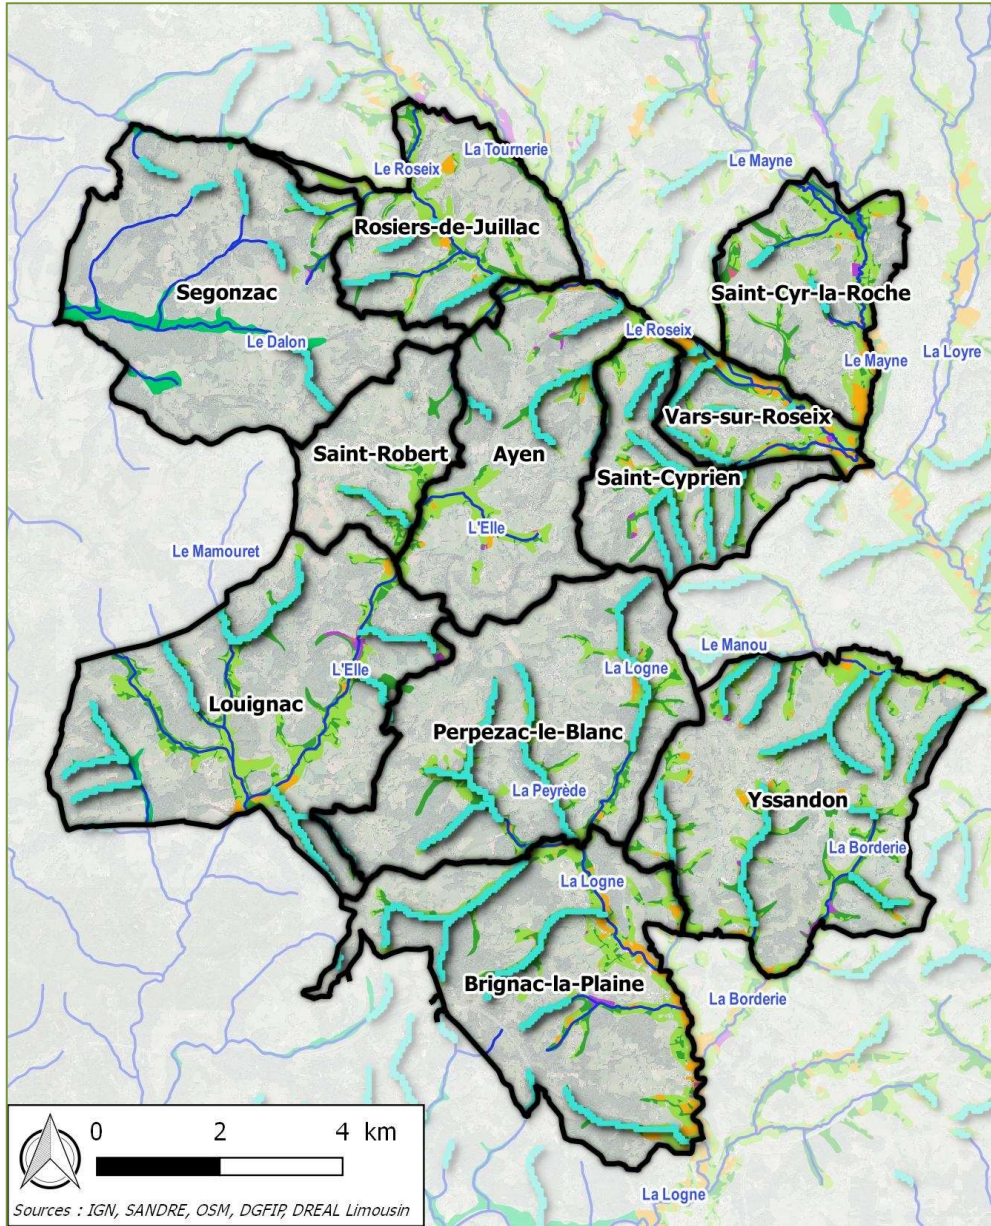 La Tournerie
Le Roseix
Le Mayne
Rosiers-de-Juillac
Segonzac
Saint-Cyr-la-Roche
Le Roseix
Le Dalon
Le Mayne
La Loyre
Vars-sur-Roseix
Saint-Robert
Ayen
Saint-Cyprien
L'Elle
Le Mamouret
Le Manou
L'Elle
La Logne
Louignac
Perpezac-le-Blanc
La Peyrède
Yssandon
La Borderie
La Logne
Brignac-la-Plaine
La Borderie
0 2 4 km
La Logne
Sources : IGN, SANDRE, OSM, DGFIP, DREAL Limousin